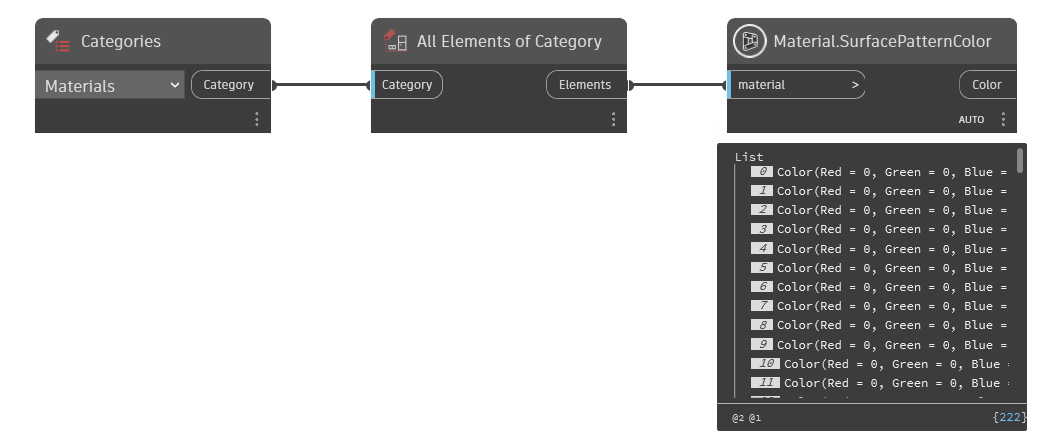 Categories
Materials
Category
All Elements of Category
Category
Elements
Material.SurfacePatternColor
material
>
Color
AUTO
List
0 Color(Red = 0, Green = 0, Blue =
1 Color(Red = 0, Green = 0, Blue =
2 Color(Red = 0, Green = 0, Blue =
3 Color(Red = 0, Green = 0, Blue =
4 Color(Red = 0, Green = 0, Blue =
5 Color(Red = 0, Green = 0, Blue =
6 Color(Red = 0, Green = 0, Blue =
7 Color(Red = 0, Green = 0, Blue =
8 Color(Red = 0, Green = 0, Blue =
9 Color(Red = 0, Green = 0, Blue =
10 Color(Red = 0, Green = 0, Blue =
11 Color(Red = 0, Green = 0, Blue =
@2 @1
{222}